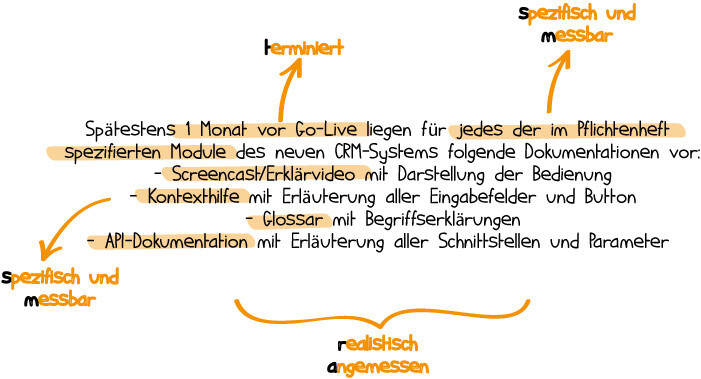 spezifisch und
messbar
terminiert
Spätestens 1 Monat vor Go-Live liegen für jedes der im Pflichtenheft
spezifierten Module des neuen CRM-Systems folgende Dokumentationen vor:
- Screencast/Erklärvideo mit Darstellung der Bedienung
- Kontexthilfe mit Erläuterung aller Eingabefelder und Button
- Glossar mit Begriffserklärungen
- API-Dokumentation mit Erläuterung aller Schnittstellen und Parameter
spezifisch und
messbar
realistisch
angemessen